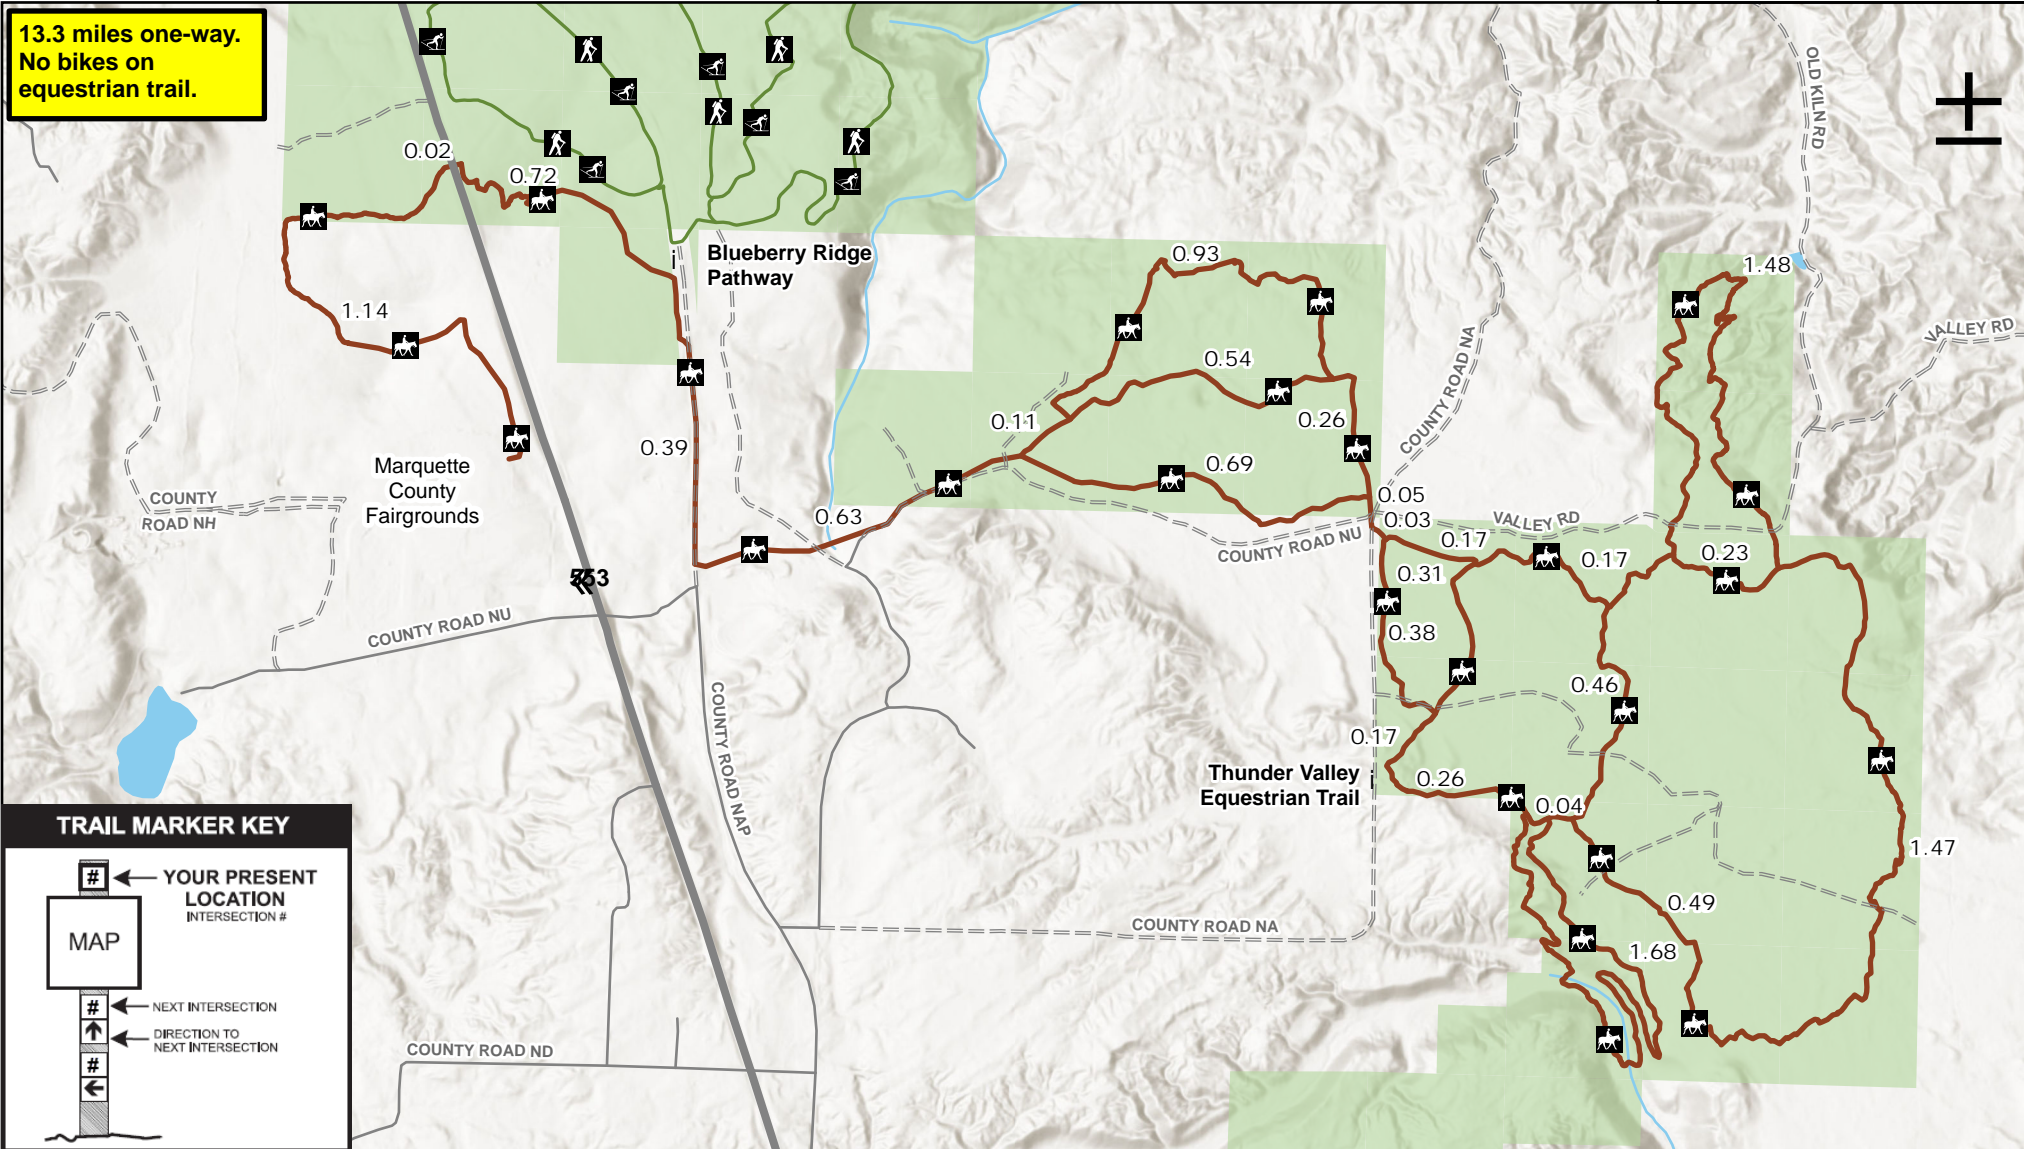 13.3 miles one-way.
No bikes on
equestrian trail.
OLD KILN RD
0.02
0.72
Blueberry Ridge
Pathway
0.93
1.48
1.14
0.54
COUNTY ROAD NA
VALLEY RD
0.11
0.26
0.39
0.69
Marquette
County
Fairgrounds
COUNTY
ROAD NH
0.63
0.05
0.03
VALLEY RD
COUNTY ROAD NU
0.17
0.17
0.23
0.31
553
COUNTY ROAD NU
0.38
0.46
COUNTY ROAD NAP
0.17
Thunder Valley
Equestrian Trail
0.26
0.04
1.47
0.49
COUNTY ROAD NA
1.68
COUNTY ROAD ND
TRAIL MARKER KEY
#
YOUR PRESENT
LOCATION
INTERSECTION #
MAP
#
NEXT INTERSECTION
DIRECTION TO
NEXT INTERSECTION
#